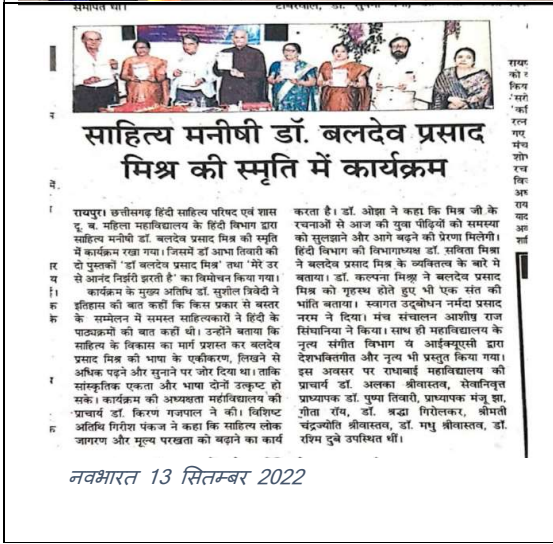 समापत था।
साहित्य मनीषी डॉ. बलदेव प्रसाद
मिश्र की स्मृति में कार्यक्रम
रायपुर। छत्तीसगढ़ हिंदी साहित्य परिषद एवं शास
दू. ब. महिला महाविद्यालय के हिंदी विभाग द्वारा
साहित्य मनीषी डॉ. बलदेव प्रसाद मिश्र की स्मृति
में कार्यक्रम रखा गया। जिसमें डॉ आभा तिवारी की
दो पुस्तकों 'डॉ बलदेव प्रसाद मिश्र' तथा 'मेरे उर
से आनंद निर्झरी झरती है' का विमोचन किया गया।
कार्यक्रम के मुख्य अतिथि डॉ. सुशील त्रिवेदी ने
इतिहास की बात कहीं कि किस प्रकार से बस्तर
के सम्मेलन में समस्त साहित्यकारों ने हिंदी के
पाठ्यक्रमों की बात कहीं थी। उन्होंने बताया कि
साहित्य के विकास का मार्ग प्रशस्त कर बलदेव
प्रसाद मिश्र की भाषा के एकीकरण, लिखने से
अधिक पढ़ने और सुनाने पर जोर दिया था। ताकि
सांस्कृतिक एकता और भाषा दोनों उत्कृष्ट हो
सके। कार्यक्रम की अध्यक्षता महांविद्यालय की
प्राचार्य डॉ. किरण गजपाल ने की। विशिष्ट
अतिथि गिरीश पंकज ने कहा कि साहित्य लोक
जागरण और मूल्य परखता को बढ़ाने का कार्य
करता है। डॉ. ओझा ने कहा कि मिश्र जी के
रचनाओं से आज की युवा पीढ़ियों को समस्या
को सुलझाने और आगे बढ़ने की प्रेरणा मिलेगी।
हिंदी विभाग की विभागाध्यक्ष डॉ. सविता मिश्रा
ने बलदेव प्रसाद मिश्र के व्यक्तित्व के बारे मे
बताया। डॉ. कल्पना मिश्रा ने बलदेव प्रसाद
मिश्र को गृहस्थ होते हुए भी एक संत की
भांति बताया। स्वागत उद्बोधन नर्मदा प्रसाद
नरम ने दिया। मंच संचालन आशीष राज
सिंघानिया ने किया। साथ ही महाविद्यालय के
नृत्य संगीत विभाग व आईक्यूएसी द्वारा
देशभक्तिगीत और नृत्य भी प्रस्तुत किया गया।
इस अवसर पर राधाबाई महाविद्यालय की
प्राचार्य डॉ. अलका श्रीवास्तव, सेवानिवृत्त
प्राध्यापक डॉ. पुष्पा तिवारी, प्राध्यापक मंजू झा,
गीता रॉय, डॉ. श्रद्धा गिरोलकर, श्रीमती
चंद्रज्योति श्रीवास्तव, डॉ. मधु श्रीवास्तव, डॉ.
रश्मि दुबे उपस्थित थीं।
नवभारत 13 सितम्बर 2022